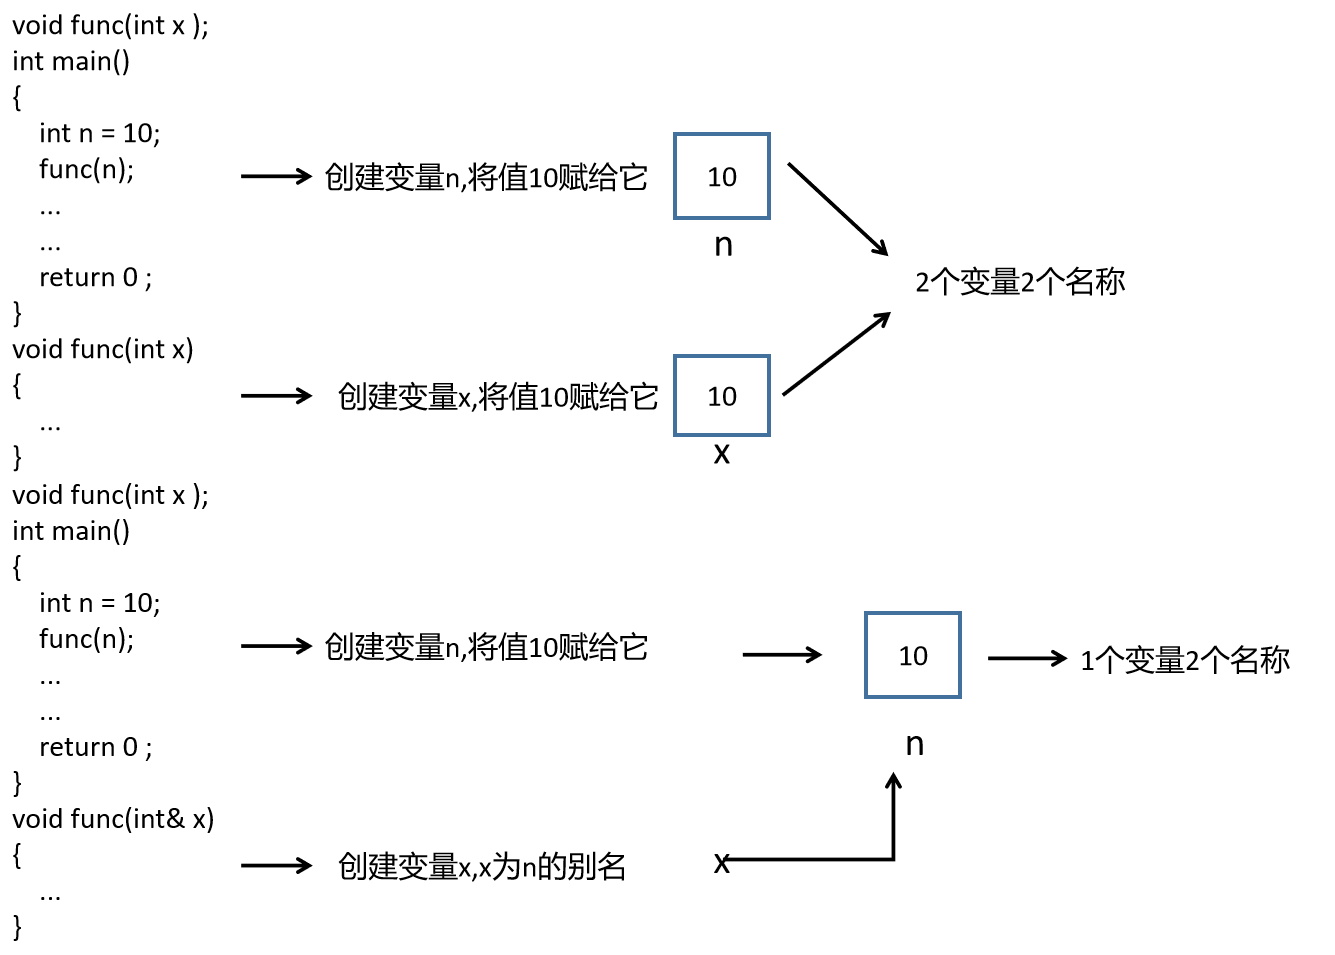 void func(int x );
int main()
{
int n = 10;
func(n);
...
...
return 0 ;
}
创建变量n,将值10赋给它
10
n
2个变量2个名称
void func(int x)
{
...
}
创建变量x,将值10赋给它
10
x
void func(int x );
int main()
{
int n = 10;
func(n);
...
...
return 0 ;
}
创建变量n,将值10赋给它
10
n
1个变量2个名称
void func(int& x)
{
...
}
创建变量x,x为n的别名
x